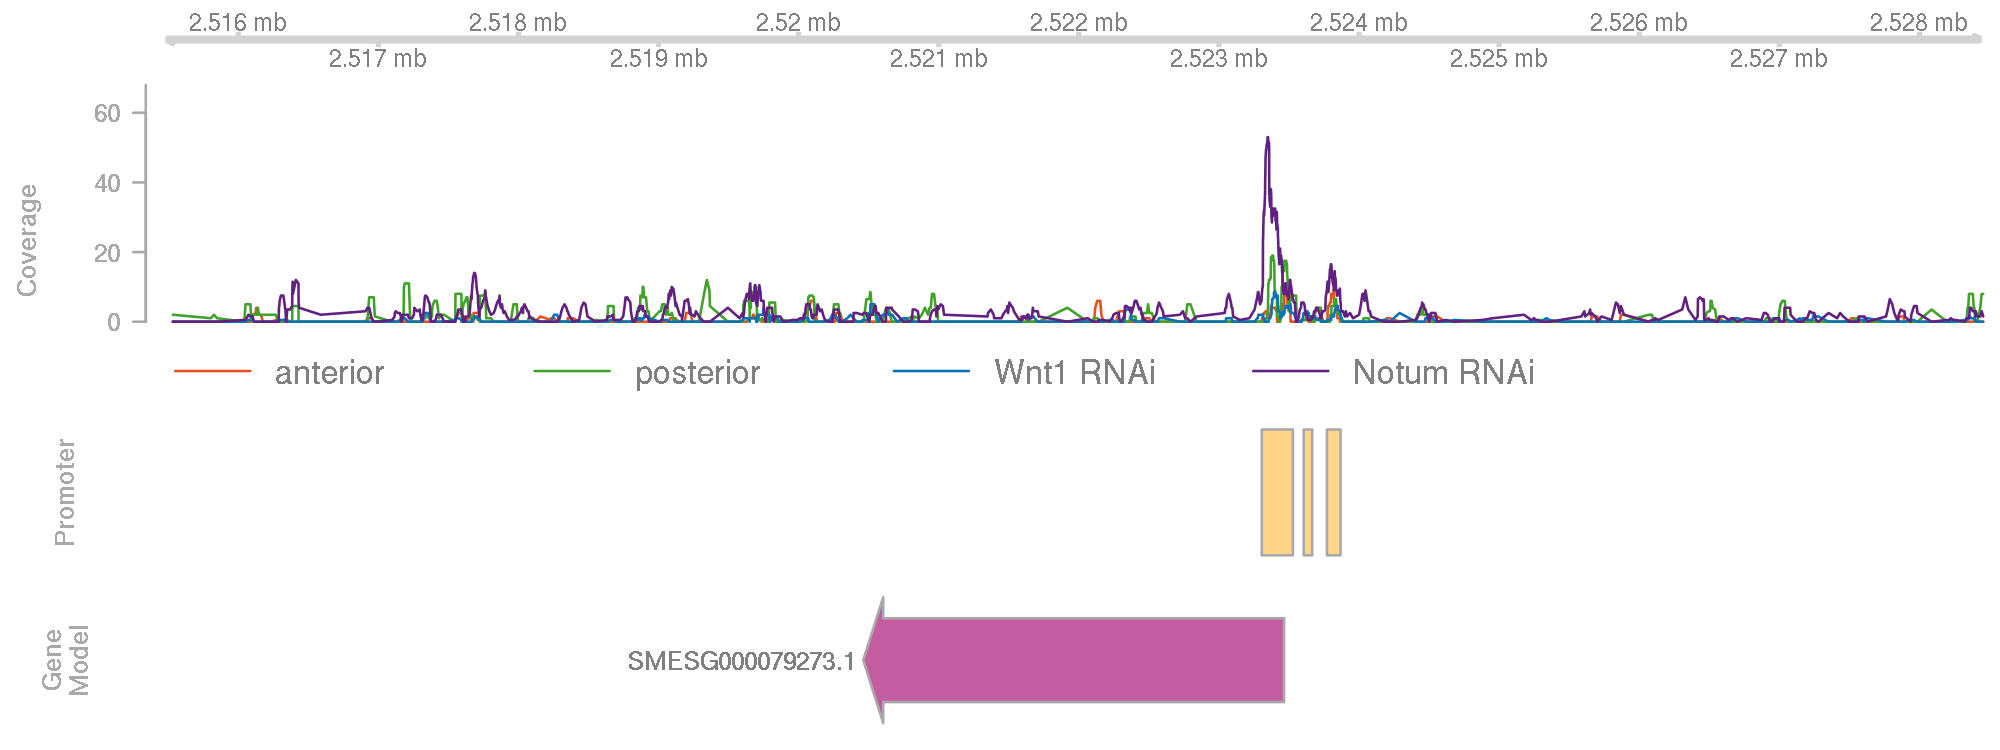 2.516 mb 2.518 mb 2.52 mb 2.522 mb 2.524 mb 2.526 mb 2.528 mb
2.517 mb 2.519 mb 2.521 mb 2.523 mb 2.525 mb 2.527 mb
Coverage
60
40
20
0
anterior posterior Wnt1 RNAi Notum RNAi
Promoter
Gene
Model
SMESG000079273.1